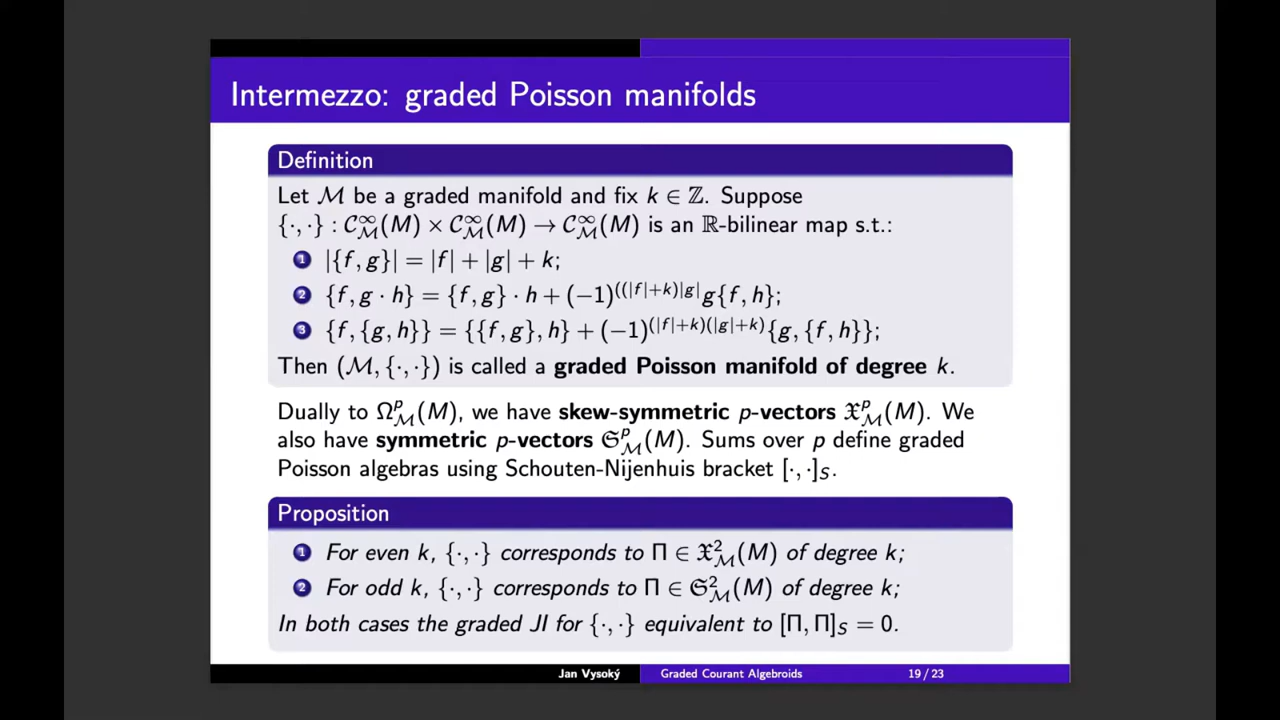 Intermezzo: graded Poisson manifolds
Definition
Let ℳ be a graded manifold and fix k ∈ ℤ. Suppose
{·, ·} : 𝒞^∞_ℳ(M) × 𝒞^∞_ℳ(M) → 𝒞^∞_ℳ(M) is an ℝ-bilinear map s.t.:
1 |{f, g}| = |f| + |g| + k;
2 {f, g · h} = {f, g} · h + (−1)^{((|f|+k)|g|} g{f, h};
3 {f, {g, h}} = {{f, g}, h} + (−1)^{(|f|+k)(|g|+k)} {g, {f, h}};
Then (ℳ, {·, ·}) is called a graded Poisson manifold of degree k.
Dually to Ω^p_ℳ(M), we have skew-symmetric p-vectors 𝔛^p_ℳ(M). We
also have symmetric p-vectors 𝔖^p_ℳ(M). Sums over p define graded
Poisson algebras using Schouten-Nijenhuis bracket [·, ·]_S.
Proposition
1 For even k, {·, ·} corresponds to Π ∈ 𝔛^2_ℳ(M) of degree k;
2 For odd k, {·, ·} corresponds to Π ∈ 𝔖^2_ℳ(M) of degree k;
In both cases the graded JI for {·, ·} equivalent to [Π, Π]_S = 0.
Jan Vysoký Graded Courant Algebroids 19 / 23